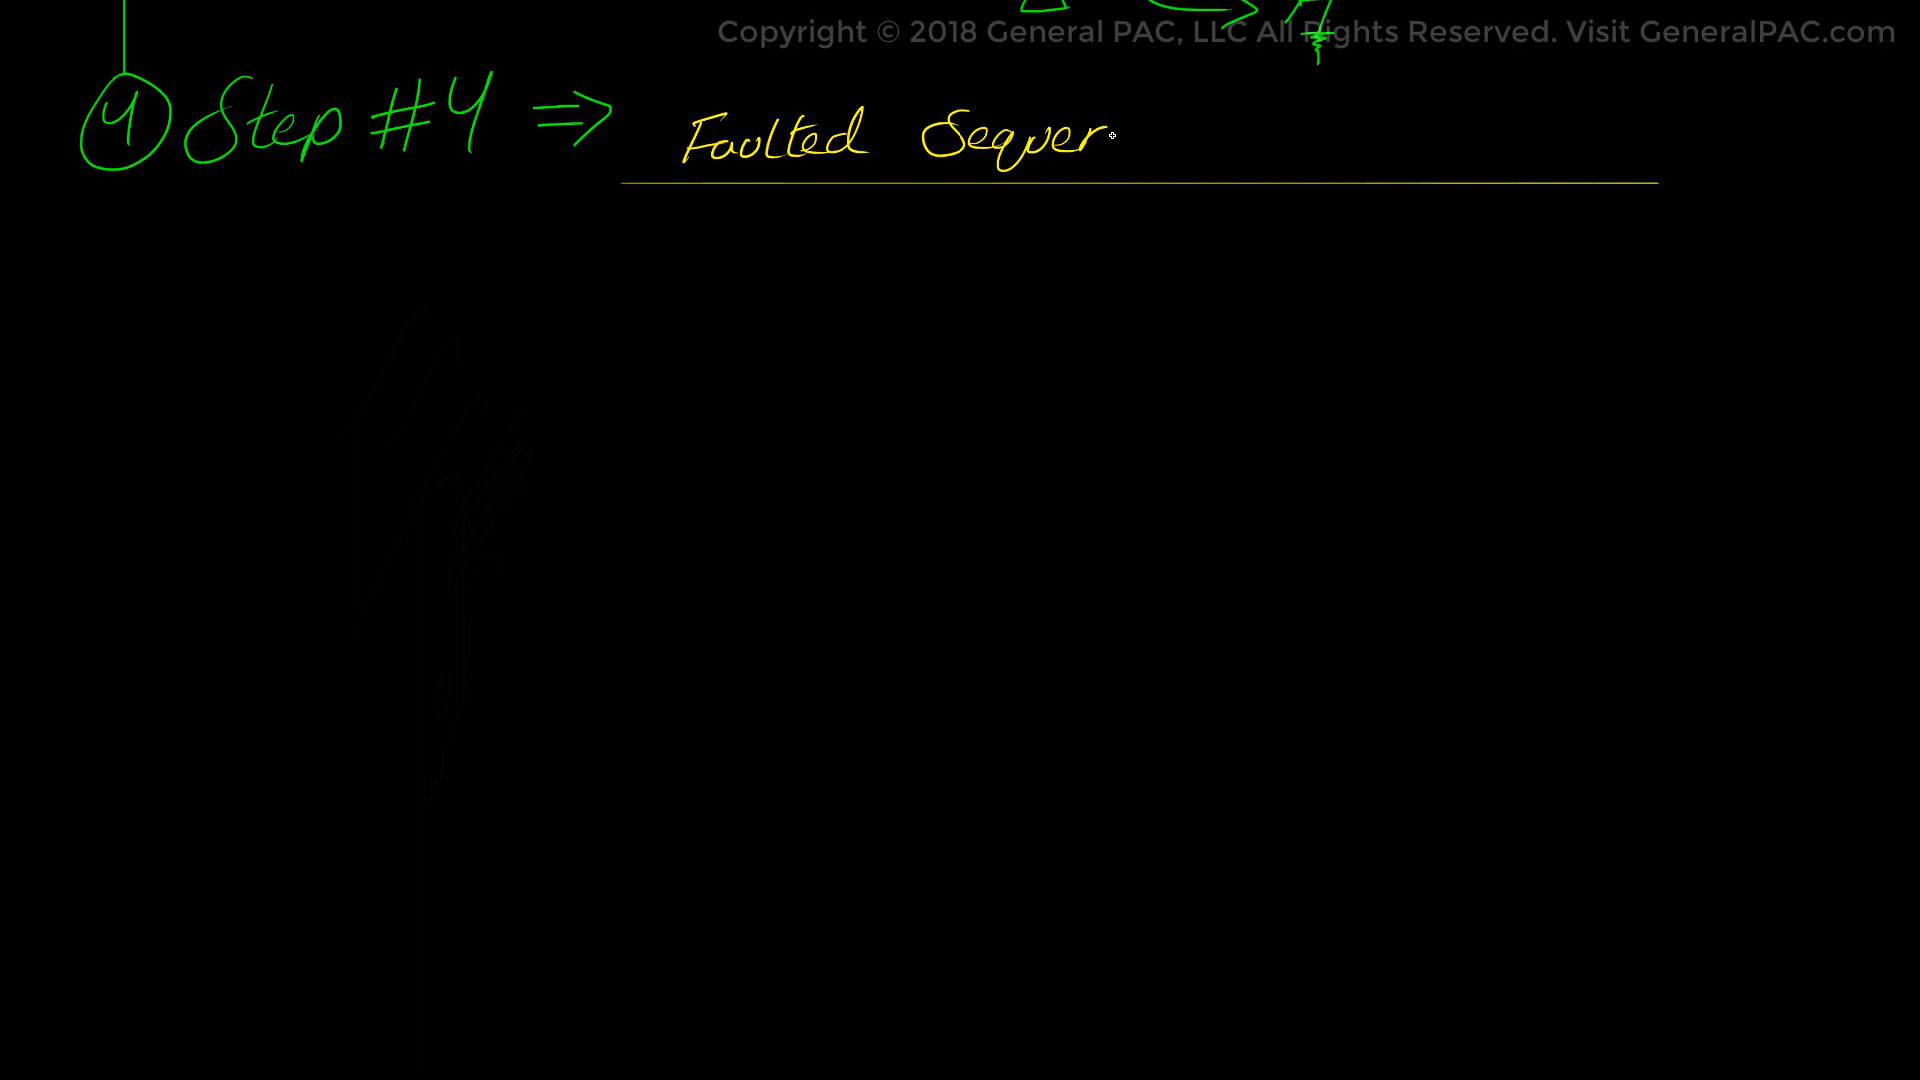 Copyright © 2018 General PAC, LLC All Rights Reserved. Visit GeneralPAC.com
4 Step #4 ⇒ Faulted Sequer